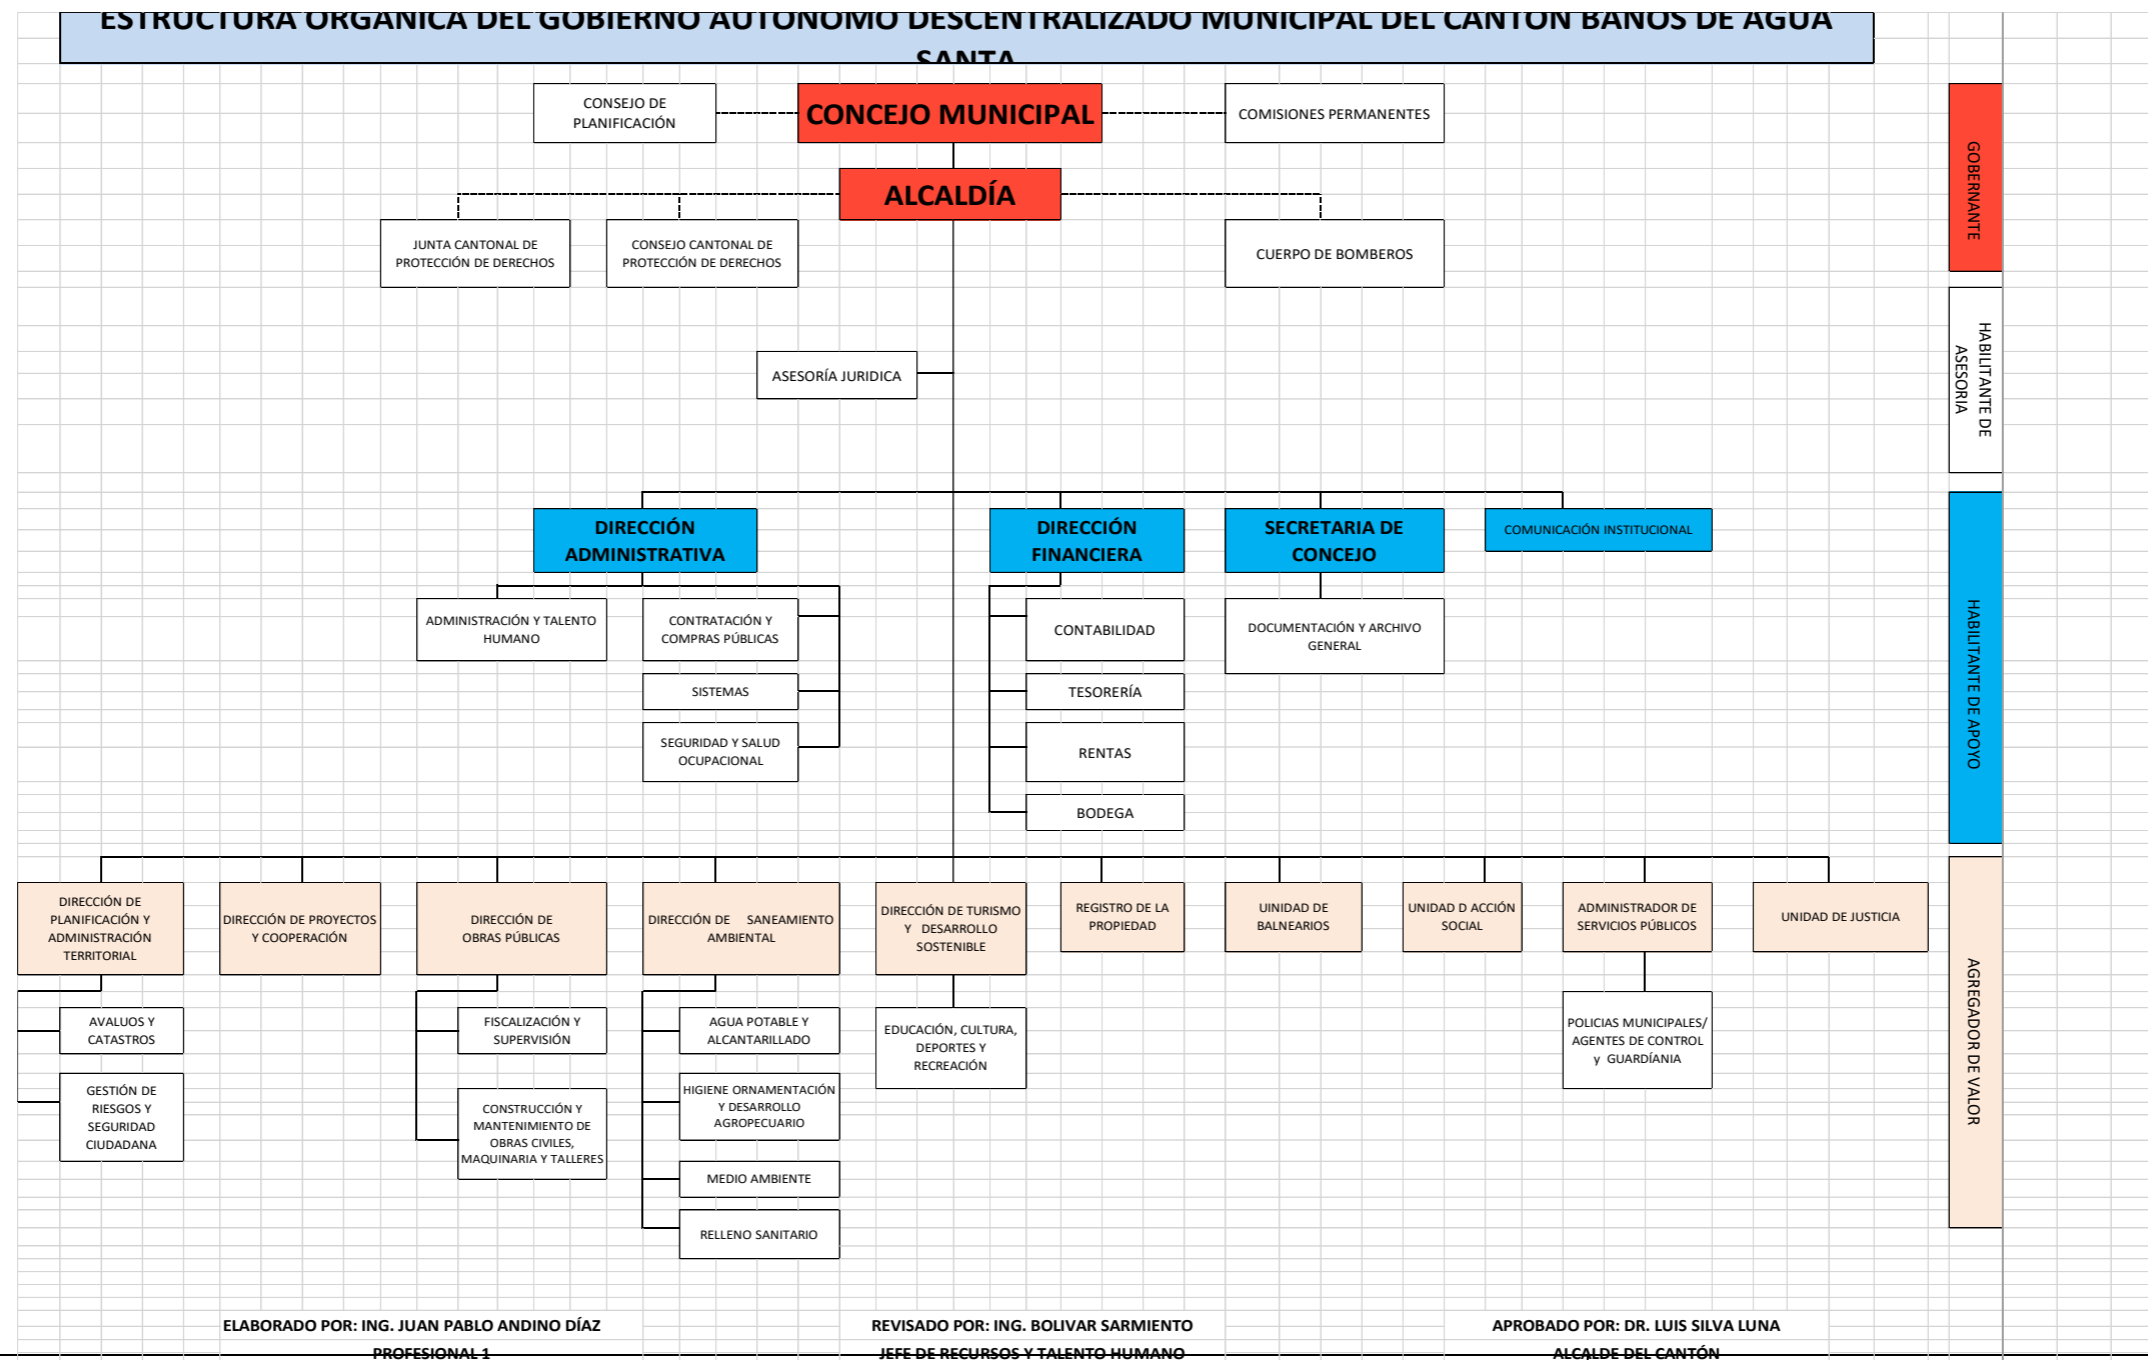 ESTRUCTURA ORGÁNICA DEL GOBIERNO AUTÓNOMO DESCENTRALIZADO MUNICIPAL DEL CANTÓN BAÑOS DE AGUA
SANTA
CONSEJO DE
PLANIFICACIÓN
CONCEJO MUNICIPAL
COMISIONES PERMANENTES
ALCALDÍA
JUNTA CANTONAL DE
PROTECCIÓN DE DERECHOS
CONSEJO CANTONAL DE
PROTECCIÓN DE DERECHOS
CUERPO DE BOMBEROS
GOBERNANTE
ASESORÍA JURIDICA
HABILITANTE DE
ASESORIA
DIRECCIÓN
ADMINISTRATIVA
DIRECCIÓN
FINANCIERA
SECRETARIA DE
CONCEJO
COMUNICACIÓN INSTITUCIONAL
ADMINISTRACIÓN Y TALENTO
HUMANO
CONTRATACIÓN Y
COMPRAS PÚBLICAS
SISTEMAS
SEGURIDAD Y SALUD
OCUPACIONAL
CONTABILIDAD
TESORERÍA
RENTAS
BODEGA
DOCUMENTACIÓN Y ARCHIVO
GENERAL
HABILITANTE DE APOYO
DIRECCIÓN DE
PLANIFICACIÓN Y
ADMINISTRACIÓN
TERRITORIAL
DIRECCIÓN DE PROYECTOS
Y COOPERACIÓN
DIRECCIÓN DE
OBRAS PÚBLICAS
DIRECCIÓN DE SANEAMIENTO
AMBIENTAL
DIRECCIÓN DE TURISMO
Y DESARROLLO
SOSTENIBLE
REGISTRO DE LA
PROPIEDAD
UINIDAD DE
BALNEARIOS
UNIDAD D ACCIÓN
SOCIAL
ADMINISTRADOR DE
SERVICIOS PÚBLICOS
UNIDAD DE JUSTICIA
AVALUOS Y
CATASTROS
GESTIÓN DE
RIESGOS Y
SEGURIDAD
CIUDADANA
FISCALIZACIÓN Y
SUPERVISIÓN
CONSTRUCCIÓN Y
MANTENIMIENTO DE
OBRAS CIVILES,
MAQUINARIA Y TALLERES
AGUA POTABLE Y
ALCANTARILLADO
HIGIENE ORNAMENTACIÓN
Y DESARROLLO
AGROPECUARIO
MEDIO AMBIENTE
RELLENO SANITARIO
EDUCACIÓN, CULTURA,
DEPORTES Y
RECREACIÓN
POLICIAS MUNICIPALES/
AGENTES DE CONTROL
y GUARDÍANIA
AGREGADOR DE VALOR
ELABORADO POR: ING. JUAN PABLO ANDINO DÍAZ
PROFESIONAL 1
REVISADO POR: ING. BOLIVAR SARMIENTO
JEFE DE RECURSOS Y TALENTO HUMANO
APROBADO POR: DR. LUIS SILVA LUNA
ALCALDE DEL CANTÓN